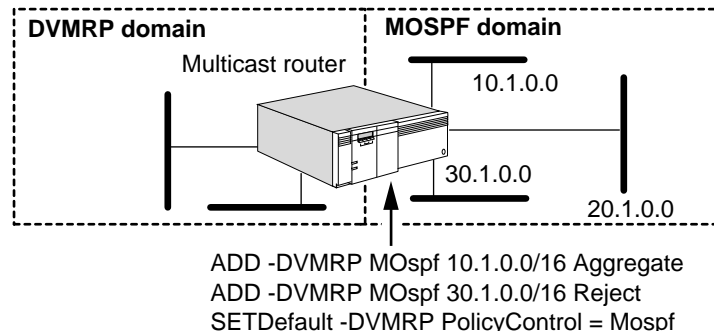 DVMRP domain
MOSPF domain
Multicast router
10.1.0.0
30.1.0.0
20.1.0.0
ADD -DVMRP MOspf 10.1.0.0/16 Aggregate
ADD -DVMRP MOspf 30.1.0.0/16 Reject
SETDefault -DVMRP PolicyControl = Mospf